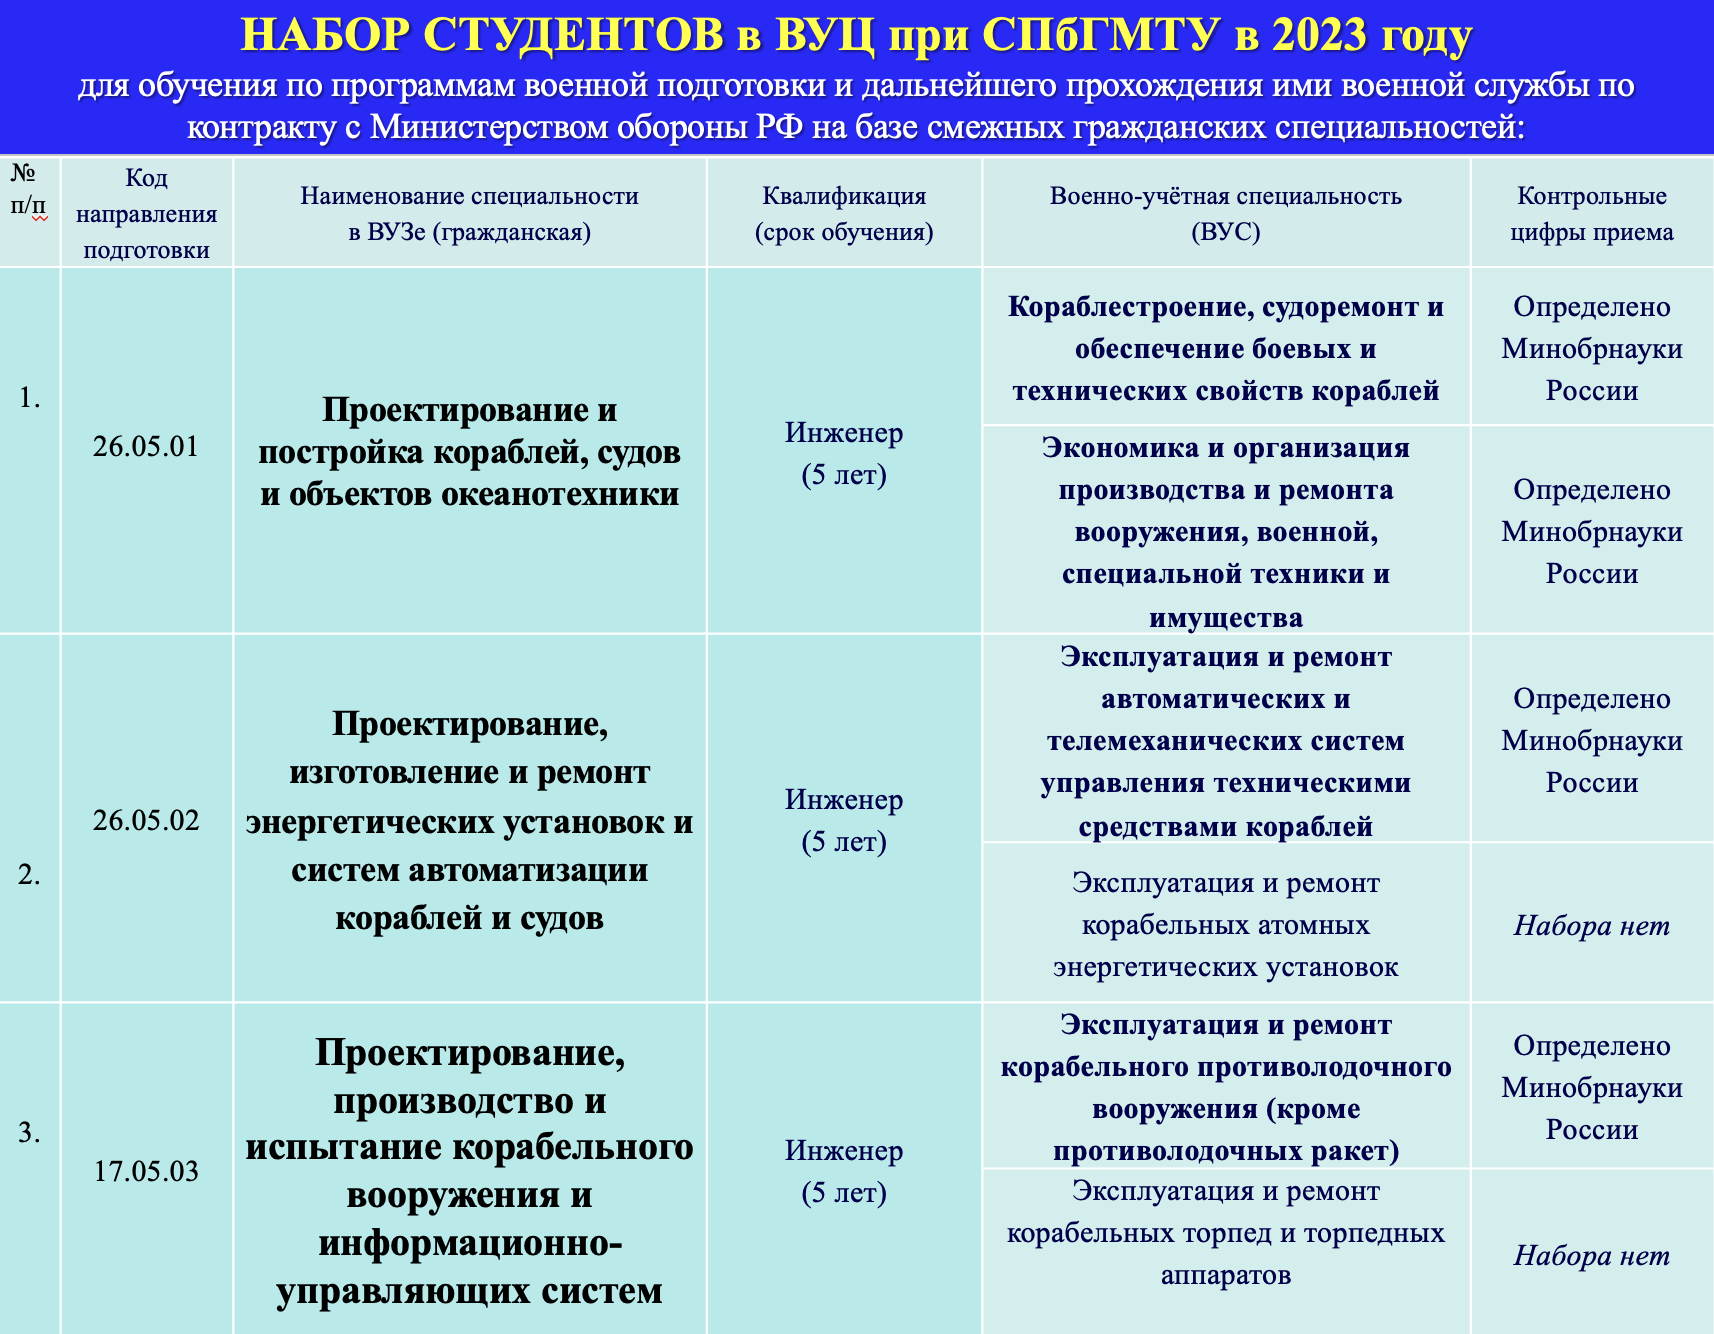 НАБОР СТУДЕНТОВ в ВУЦ при СПбГМТУ в 2023 году
для обучения по программам военной подготовки и дальнейшего прохождения ими военной службы по
контракту с Министерством обороны РФ на базе смежных гражданских специальностей:
№
п/п
Код
направления
подготовки
Наименование специальности
в ВУЗе (гражданская)
Квалификация
(срок обучения)
Военно-учётная специальность
(ВУС)
Контрольные
цифры приема
1.
26.05.01
Проектирование и
постройка кораблей, судов
и объектов океанотехники
Инженер
(5 лет)
Кораблестроение, судоремонт и
обеспечение боевых и
технических свойств кораблей
Определено
Минобрнауки
России
Экономика и организация
производства и ремонта
вооружения, военной,
специальной техники и
имущества
Определено
Минобрнауки
России
2.
26.05.02
Проектирование,
изготовление и ремонт
энергетических установок и
систем автоматизации
кораблей и судов
Инженер
(5 лет)
Эксплуатация и ремонт
автоматических и
телемеханических систем
управления техническими
средствами кораблей
Определено
Минобрнауки
России
Эксплуатация и ремонт
корабельных атомных
энергетических установок
Набора нет
3.
17.05.03
Проектирование,
производство и
испытание корабельного
вооружения и
информационно-
управляющих систем
Инженер
(5 лет)
Эксплуатация и ремонт
корабельного противолодочного
вооружения (кроме
противолодочных ракет)
Определено
Минобрнауки
России
Эксплуатация и ремонт
корабельных торпед и торпедных
аппаратов
Набора нет